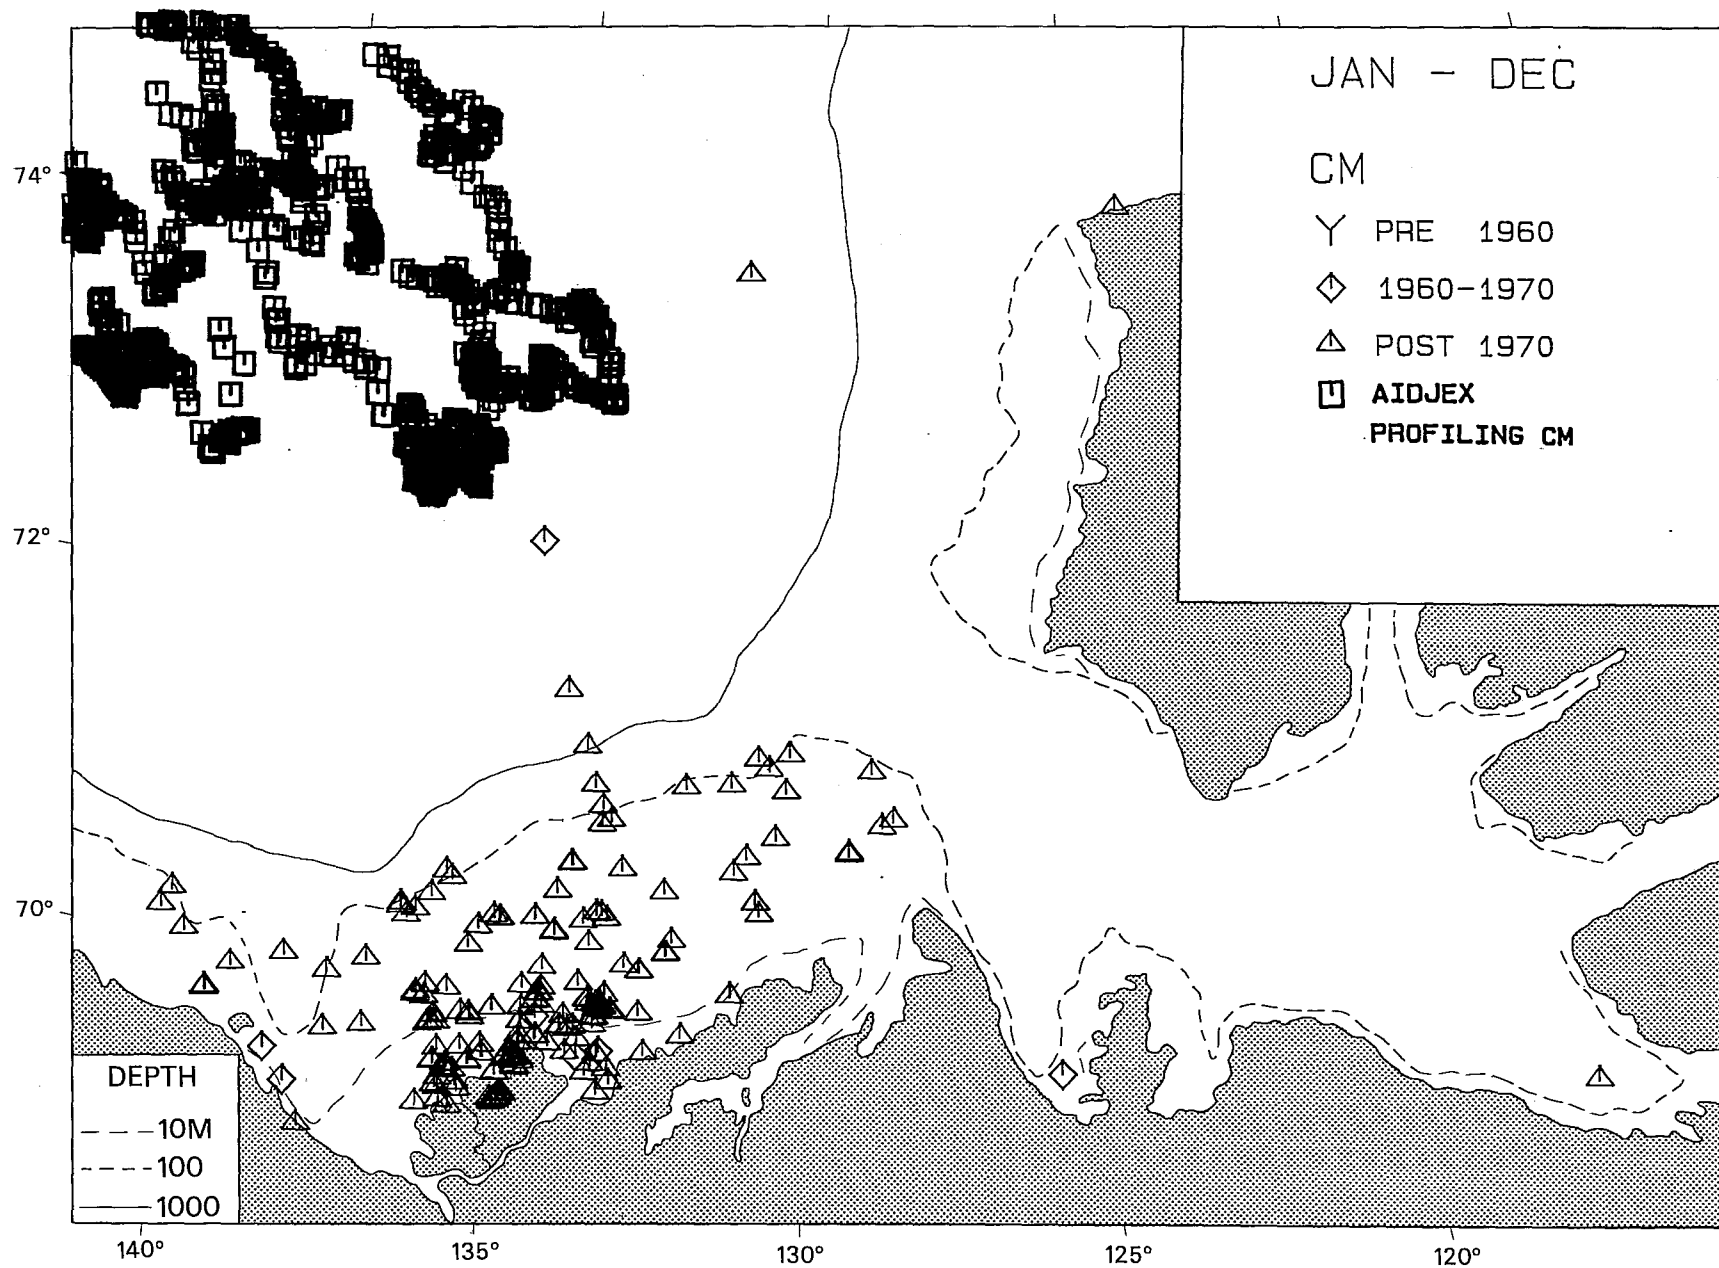 JAN - DEC
CM
PRE 1960
1960-1970
POST 1970
AIDJEX
PROFILING CM
74°
72°
70°
DEPTH
10M
100
1000
140°
135°
130°
125°
120°